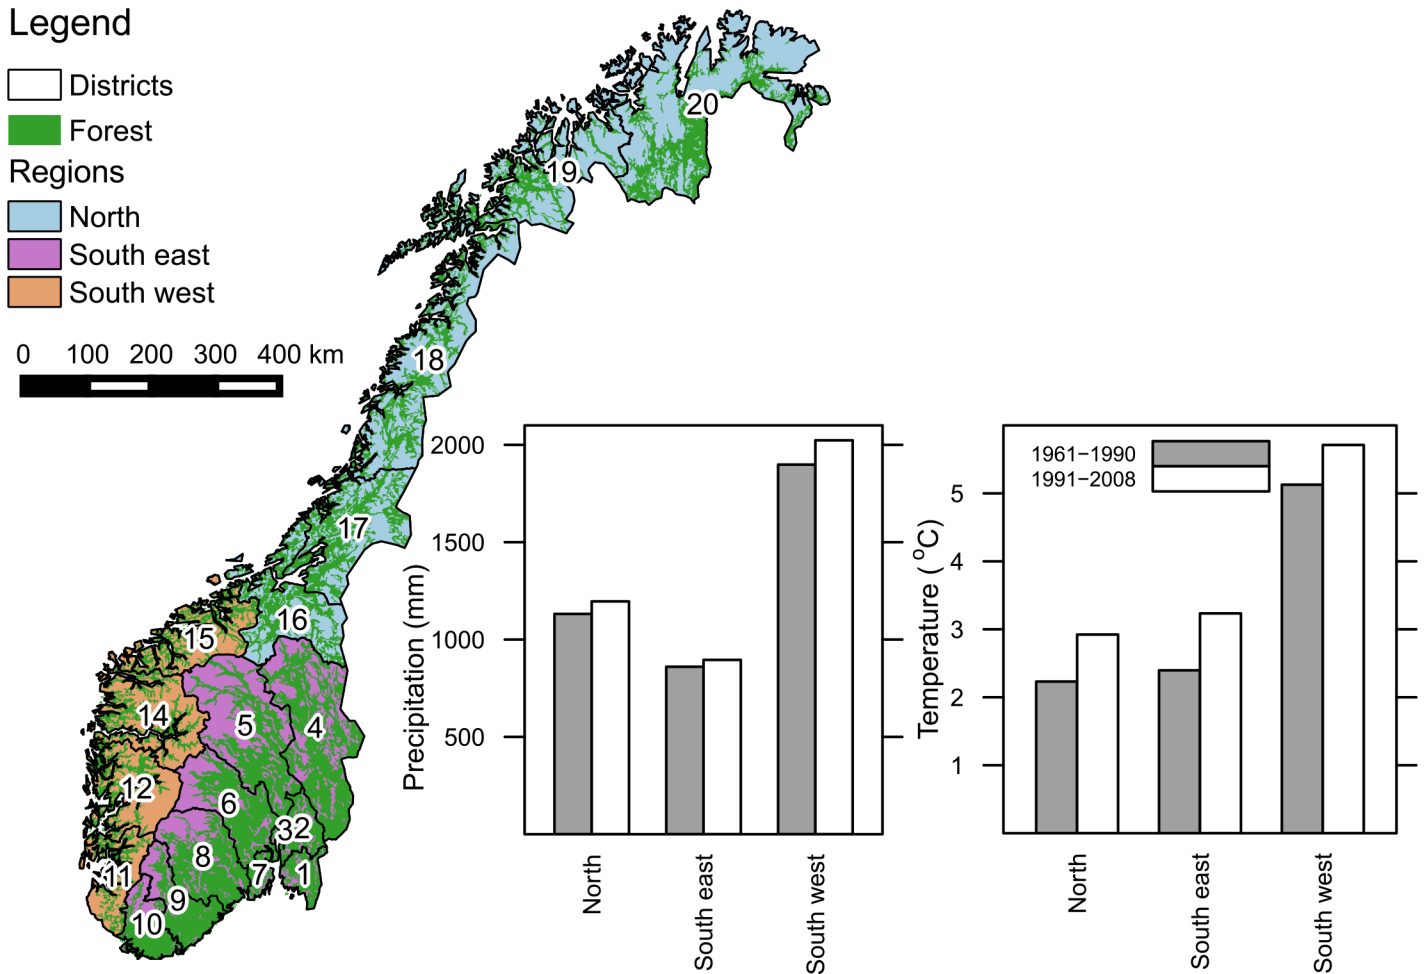 Legend
Districts
Forest
Regions
North
South east
South west
0 100 200 300 400 km
20
19
18
17
16
15
14
5
4
12
6
3 2
8
11
7
1
9
10
Precipitation (mm)
2000
1500
1000
500
North
South east
South west
Temperature (°C)
1961−1990
1991−2008
5
4
3
2
1
North
South east
South west